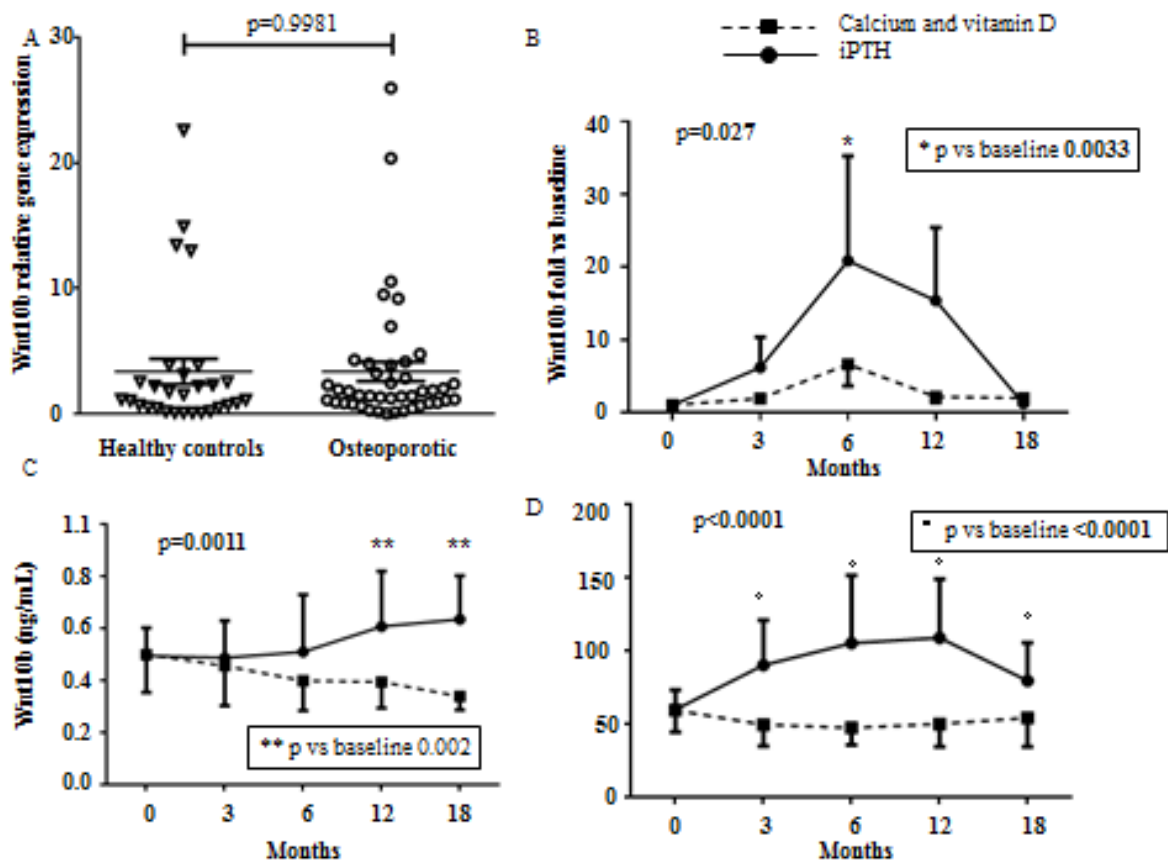 A
p=0.9981
30
20
10
0
Wnt10b relative gene expression
Healthy controls
Osteoporotic
B
Calcium and vitamin D
iPTH
p=0.027
*
* p vs baseline 0.0033
40
30
20
10
0
Wnt10b fold vs baseline
0 3 6 12 18
Months
C
p=0.0011
** **
1.1
0.8
0.6
0.4
0.2
0.0
Wnt10b (ng/mL)
** p vs baseline 0.002
0 3 6 12 18
Months
D
p<0.0001
p vs baseline <0.0001
200
150
100
50
0
0 3 6 12 18
Months